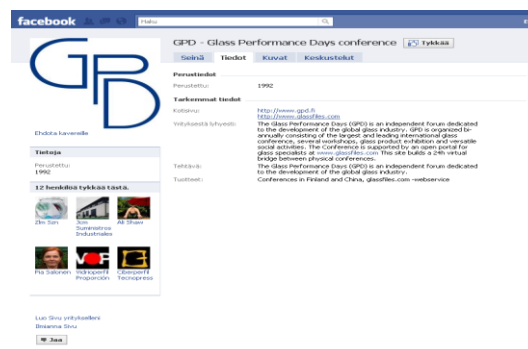 facebook
Haku
GPD - Glass Performance Days conference
Tykkää
Seinä Tiedot Kuvat Keskustelut
GPD
Ehdota kavereille
Tietoja
Perustettu:
1992
12 henkilöä tykkää tästä.
Zlm Ssn
Jom Suministros Industriales
Ali Shaw
Pia Salonen
Vidrioperfil Proporción
Ciberperfil Tecnopress
Luo Sivu yritykselleni
Ilmianna Sivu
Jaa
Perustiedot
Perustettu: 1992
Tarkemmat tiedot
Kotisivu: http://www.gpd.fi
http://www.glassfiles.com
Yrityksestä lyhyesti: The Glass Performance Days (GPD) is an independent forum dedicated
to the development of the global glass industry. GPD is organized bi-
annually consisting of the largest and leading international glass
conference, several workshops, glass product exhibition and versatile
social activities. The Conference is supported by an open portal for
glass specialists at www.glassfiles.com This site builds a 24h virtual
bridge between physical conferences.
Tehtävä: The Glass Performance Days (GPD) is an independent forum dedicated
to the development of the global glass industry.
Tuotteet: Conferences in Finland and China, glassfiles.com -webservice